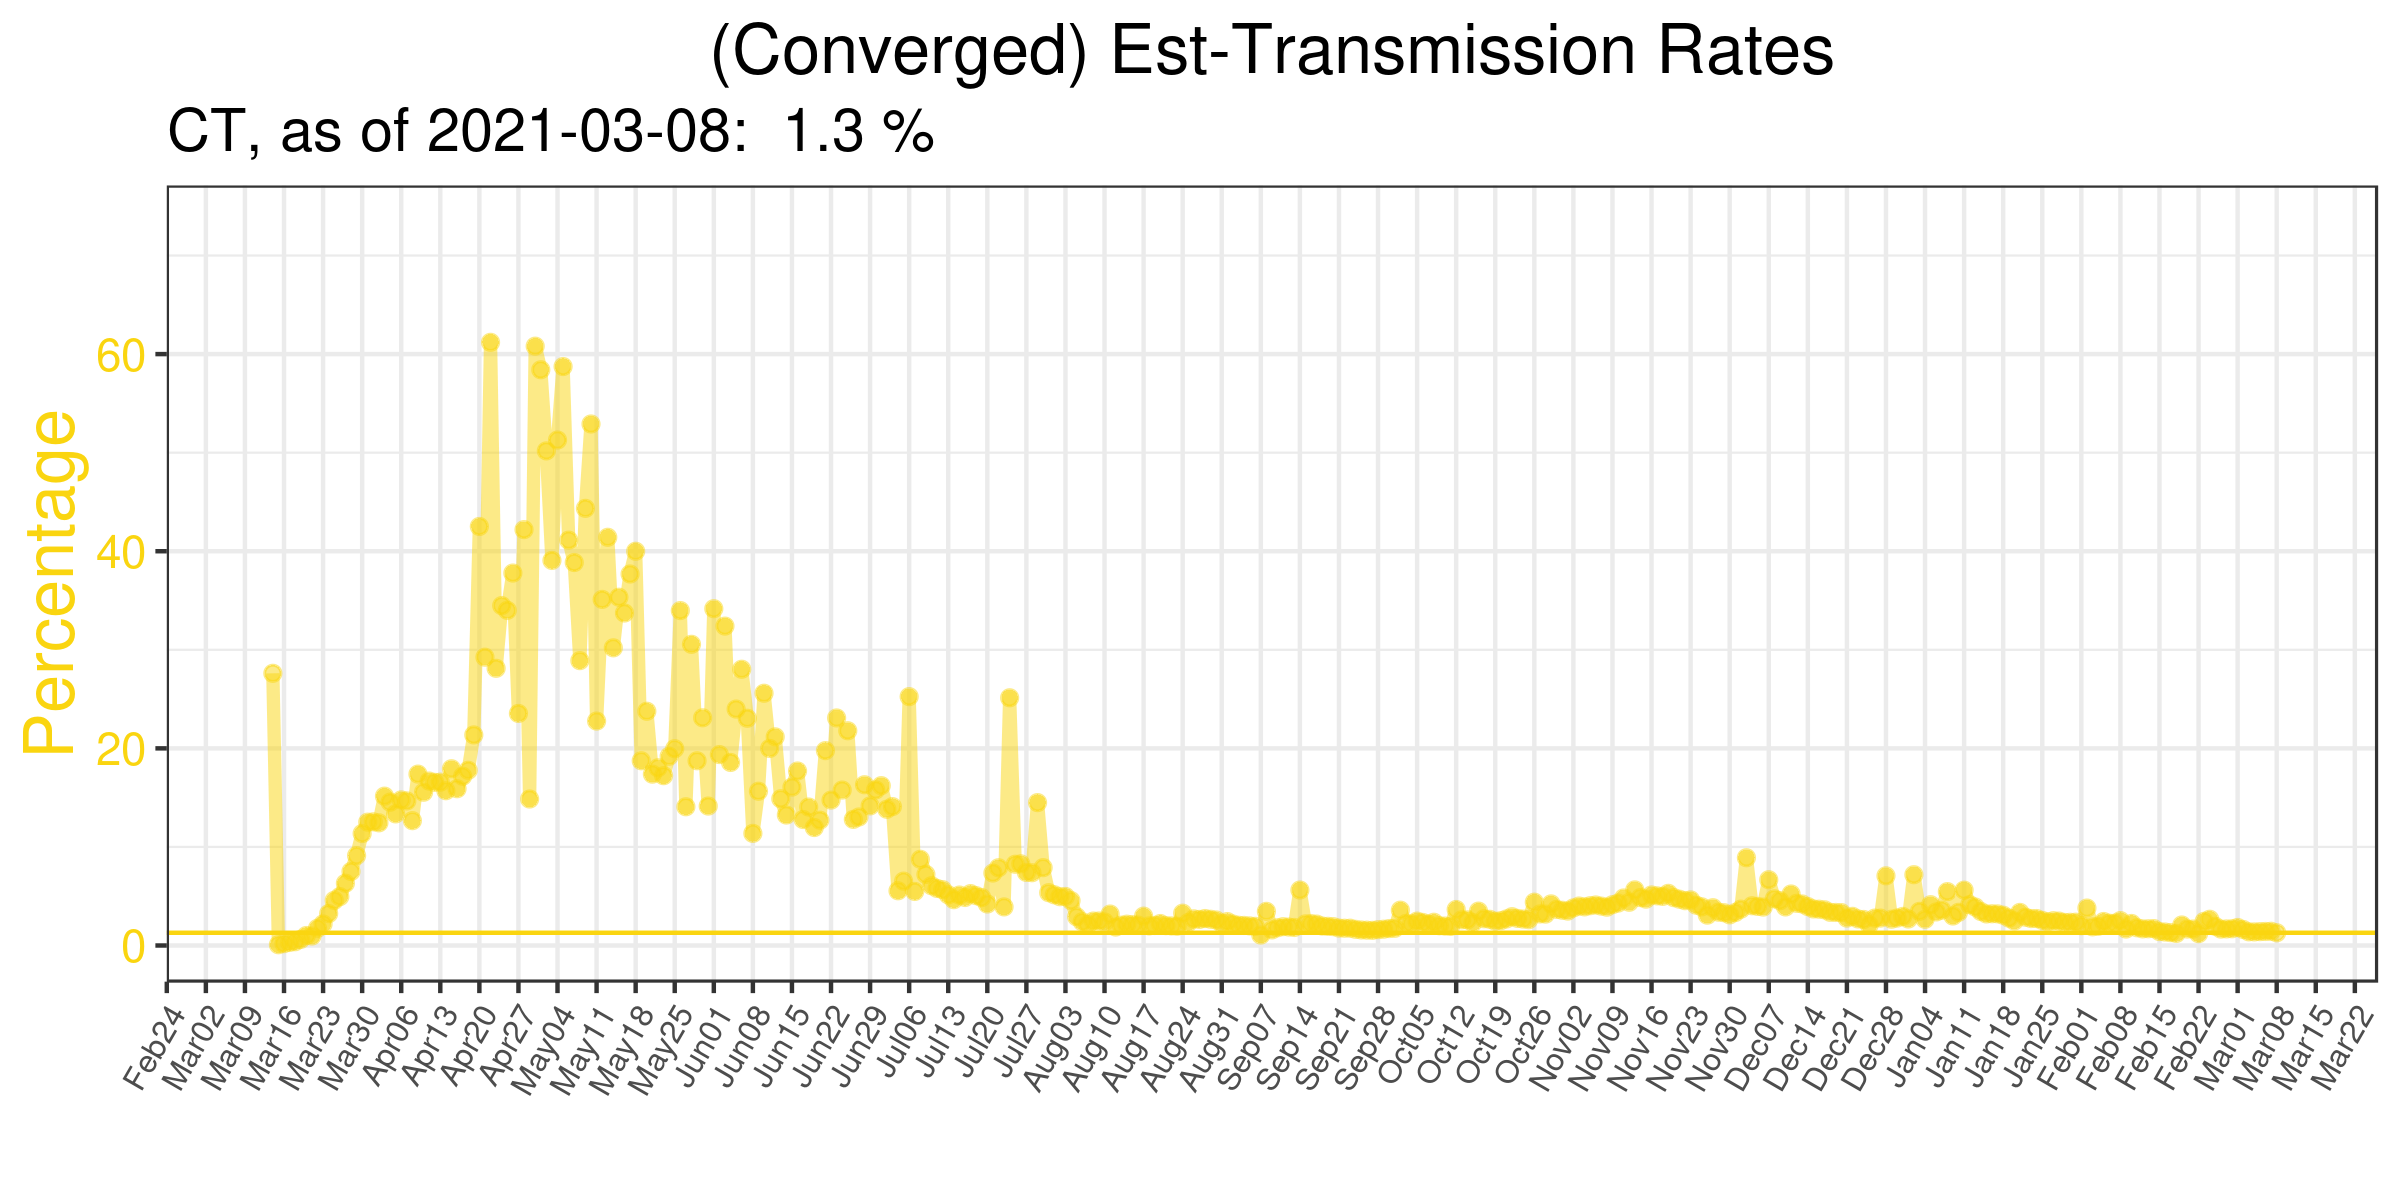 (Converged) Est-Transmission Rates
CT, as of 2021-03-08:  1.3 %
Percentage
60
40
20
0
Feb24 Mar02 Mar09 Mar16 Mar23 Mar30 Apr06 Apr13 Apr20 Apr27 May04 May11 May18 May25 Jun01 Jun08 Jun15 Jun22 Jun29 Jul06 Jul13 Jul20 Jul27 Aug03 Aug10 Aug17 Aug24 Aug31 Sep07 Sep14 Sep21 Sep28 Oct05 Oct12 Oct19 Oct26 Nov02 Nov09 Nov16 Nov23 Nov30 Dec07 Dec14 Dec21 Dec28 Jan04 Jan11 Jan18 Jan25 Feb01 Feb08 Feb15 Feb22 Mar01 Mar08 Mar15 Mar22